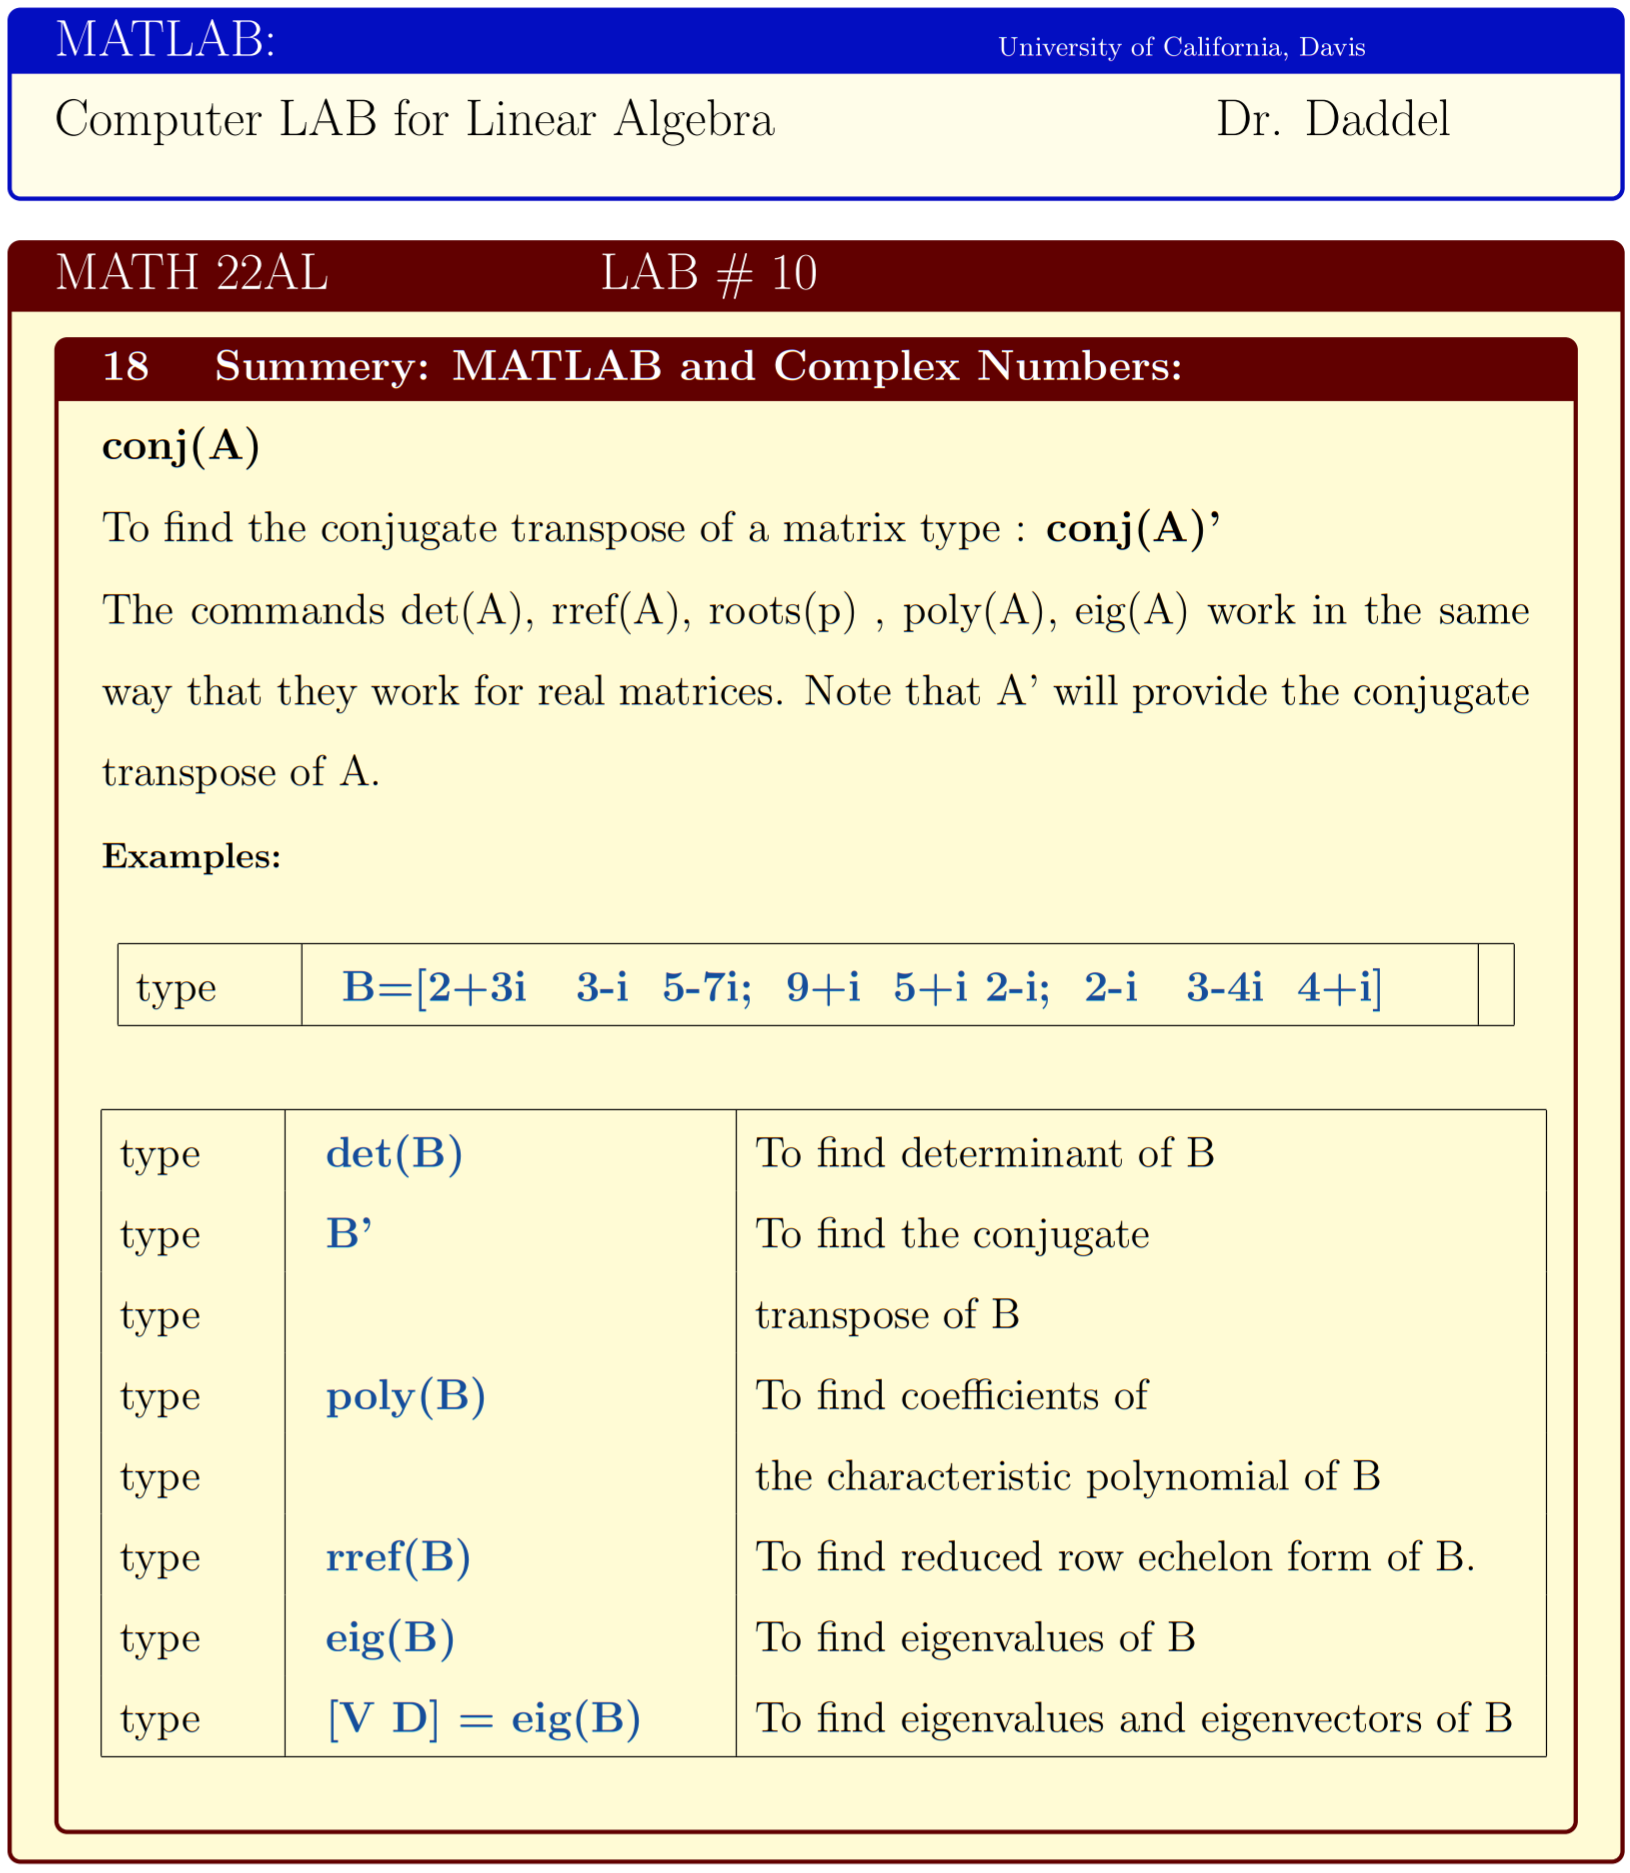 MATLAB: University of California, Davis
Computer LAB for Linear Algebra Dr. Daddel
MATH 22AL LAB # 10
18 Summery: MATLAB and Complex Numbers:
conj(A)
To find the conjugate transpose of a matrix type : conj(A)’
The commands det(A), rref(A), roots(p) , poly(A), eig(A) work in the same
way that they work for real matrices. Note that A’ will provide the conjugate
transpose of A.
Examples:
type B=[2+3i 3-i 5-7i; 9+i 5+i 2-i; 2-i 3-4i 4+i]
type det(B) To find determinant of B
type B’ To find the conjugate
type transpose of B
type poly(B) To find coefficients of
type the characteristic polynomial of B
type rref(B) To find reduced row echelon form of B.
type eig(B) To find eigenvalues of B
type [V D] = eig(B) To find eigenvalues and eigenvectors of B